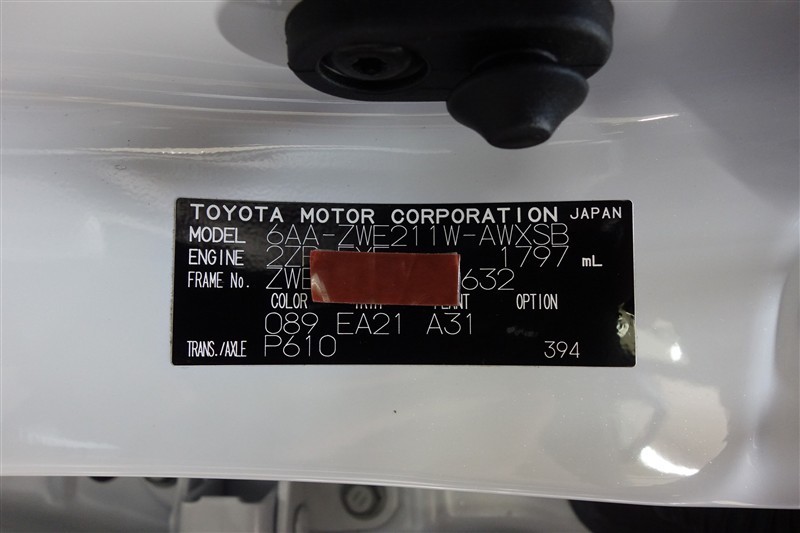 TOYOTA MOTOR CORPORATION JAPAN
MODEL 6AA-ZWE211W-AWXSB
ENGINE 1797 mL
FRAME No. 632
COLOR OPTION
089 EA21 A31
TRANS./AXLE P610 394